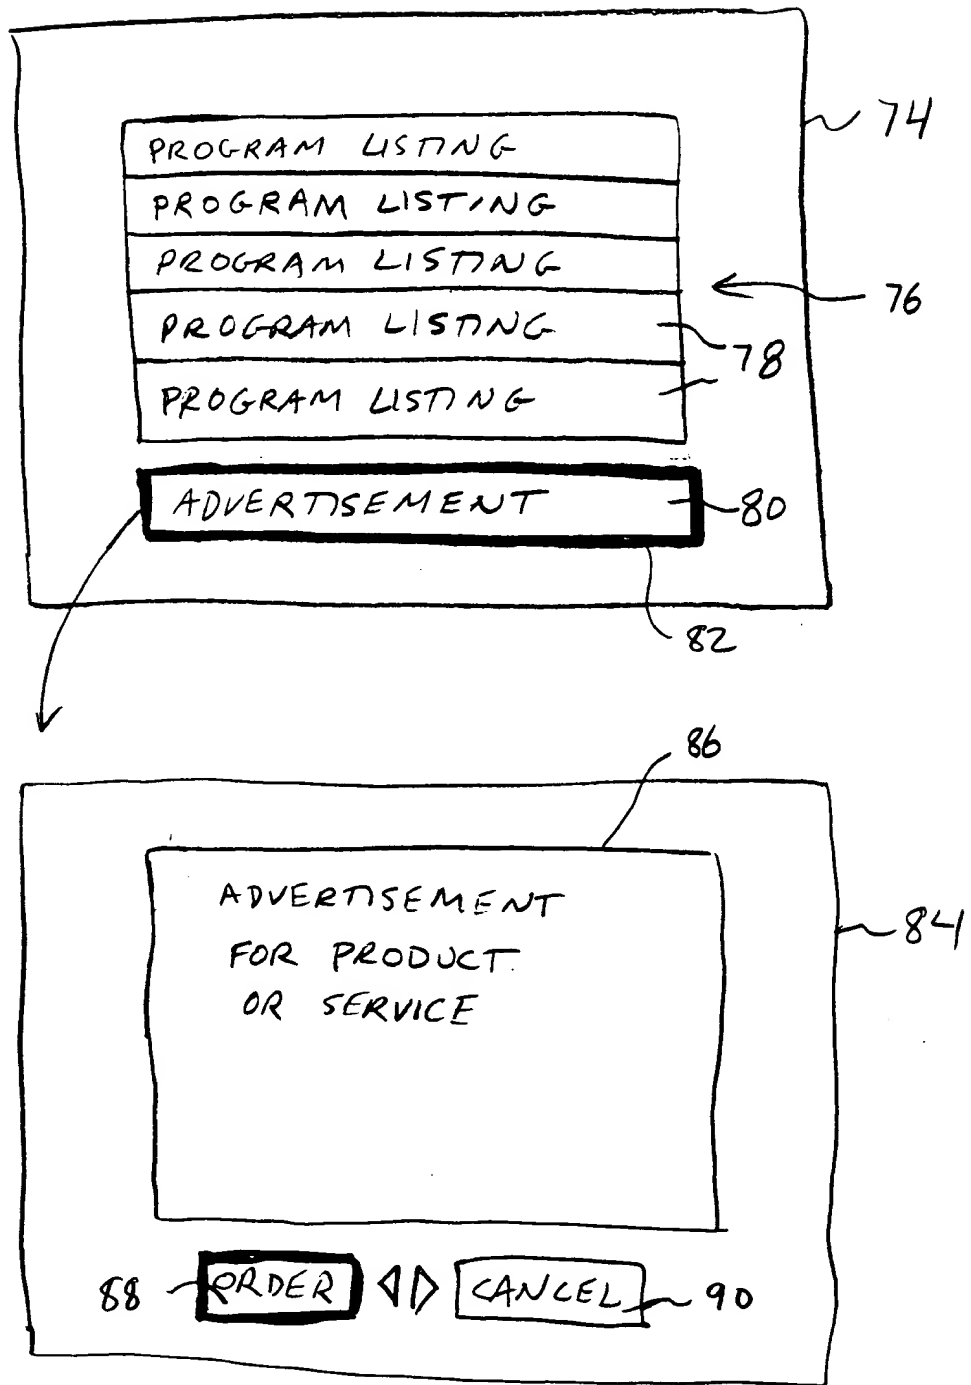 74
PROGRAM LISTING
PROGRAM LISTING
PROGRAM LISTING
76
PROGRAM LISTING
78
PROGRAM LISTING
ADVERTISEMENT
80
82
86
ADVERTISEMENT
84
FOR PRODUCT
OR SERVICE
88 ORDER CANCEL 90